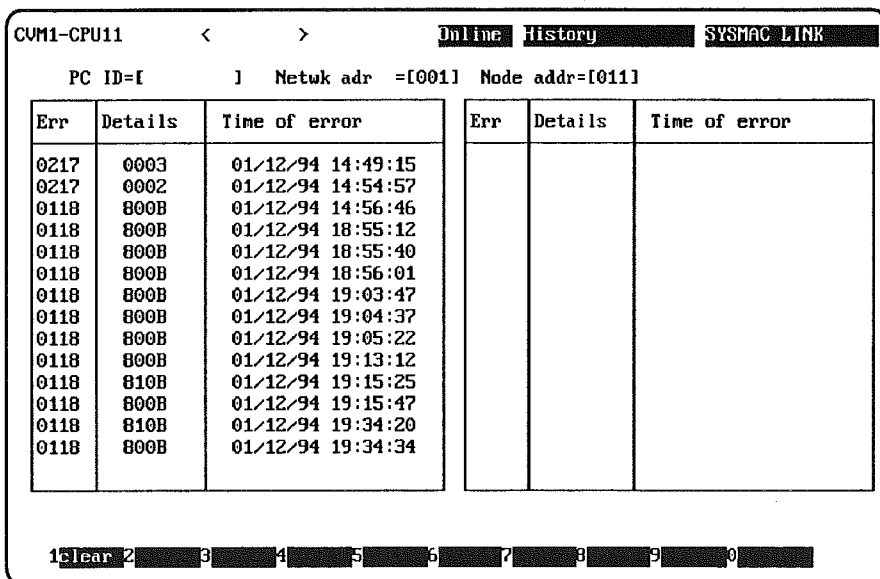 CVM1-CPU11 < > Online History SYSMAC LINK
PC ID=[ ] Netwk adr =[001] Node addr=[011]
Err Details Time of error Err Details Time of error
0217 0003 01/12/94 14:49:15
0217 0002 01/12/94 14:54:57
0118 800B 01/12/94 14:56:46
0118 800B 01/12/94 18:55:12
0118 800B 01/12/94 18:55:40
0118 800B 01/12/94 18:56:01
0118 800B 01/12/94 19:03:47
0118 800B 01/12/94 19:04:37
0118 800B 01/12/94 19:05:22
0118 800B 01/12/94 19:13:12
0118 810B 01/12/94 19:15:25
0118 800B 01/12/94 19:15:47
0118 810B 01/12/94 19:34:20
0118 800B 01/12/94 19:34:34
1clear 2 3 4 5 6 7 8 9 0